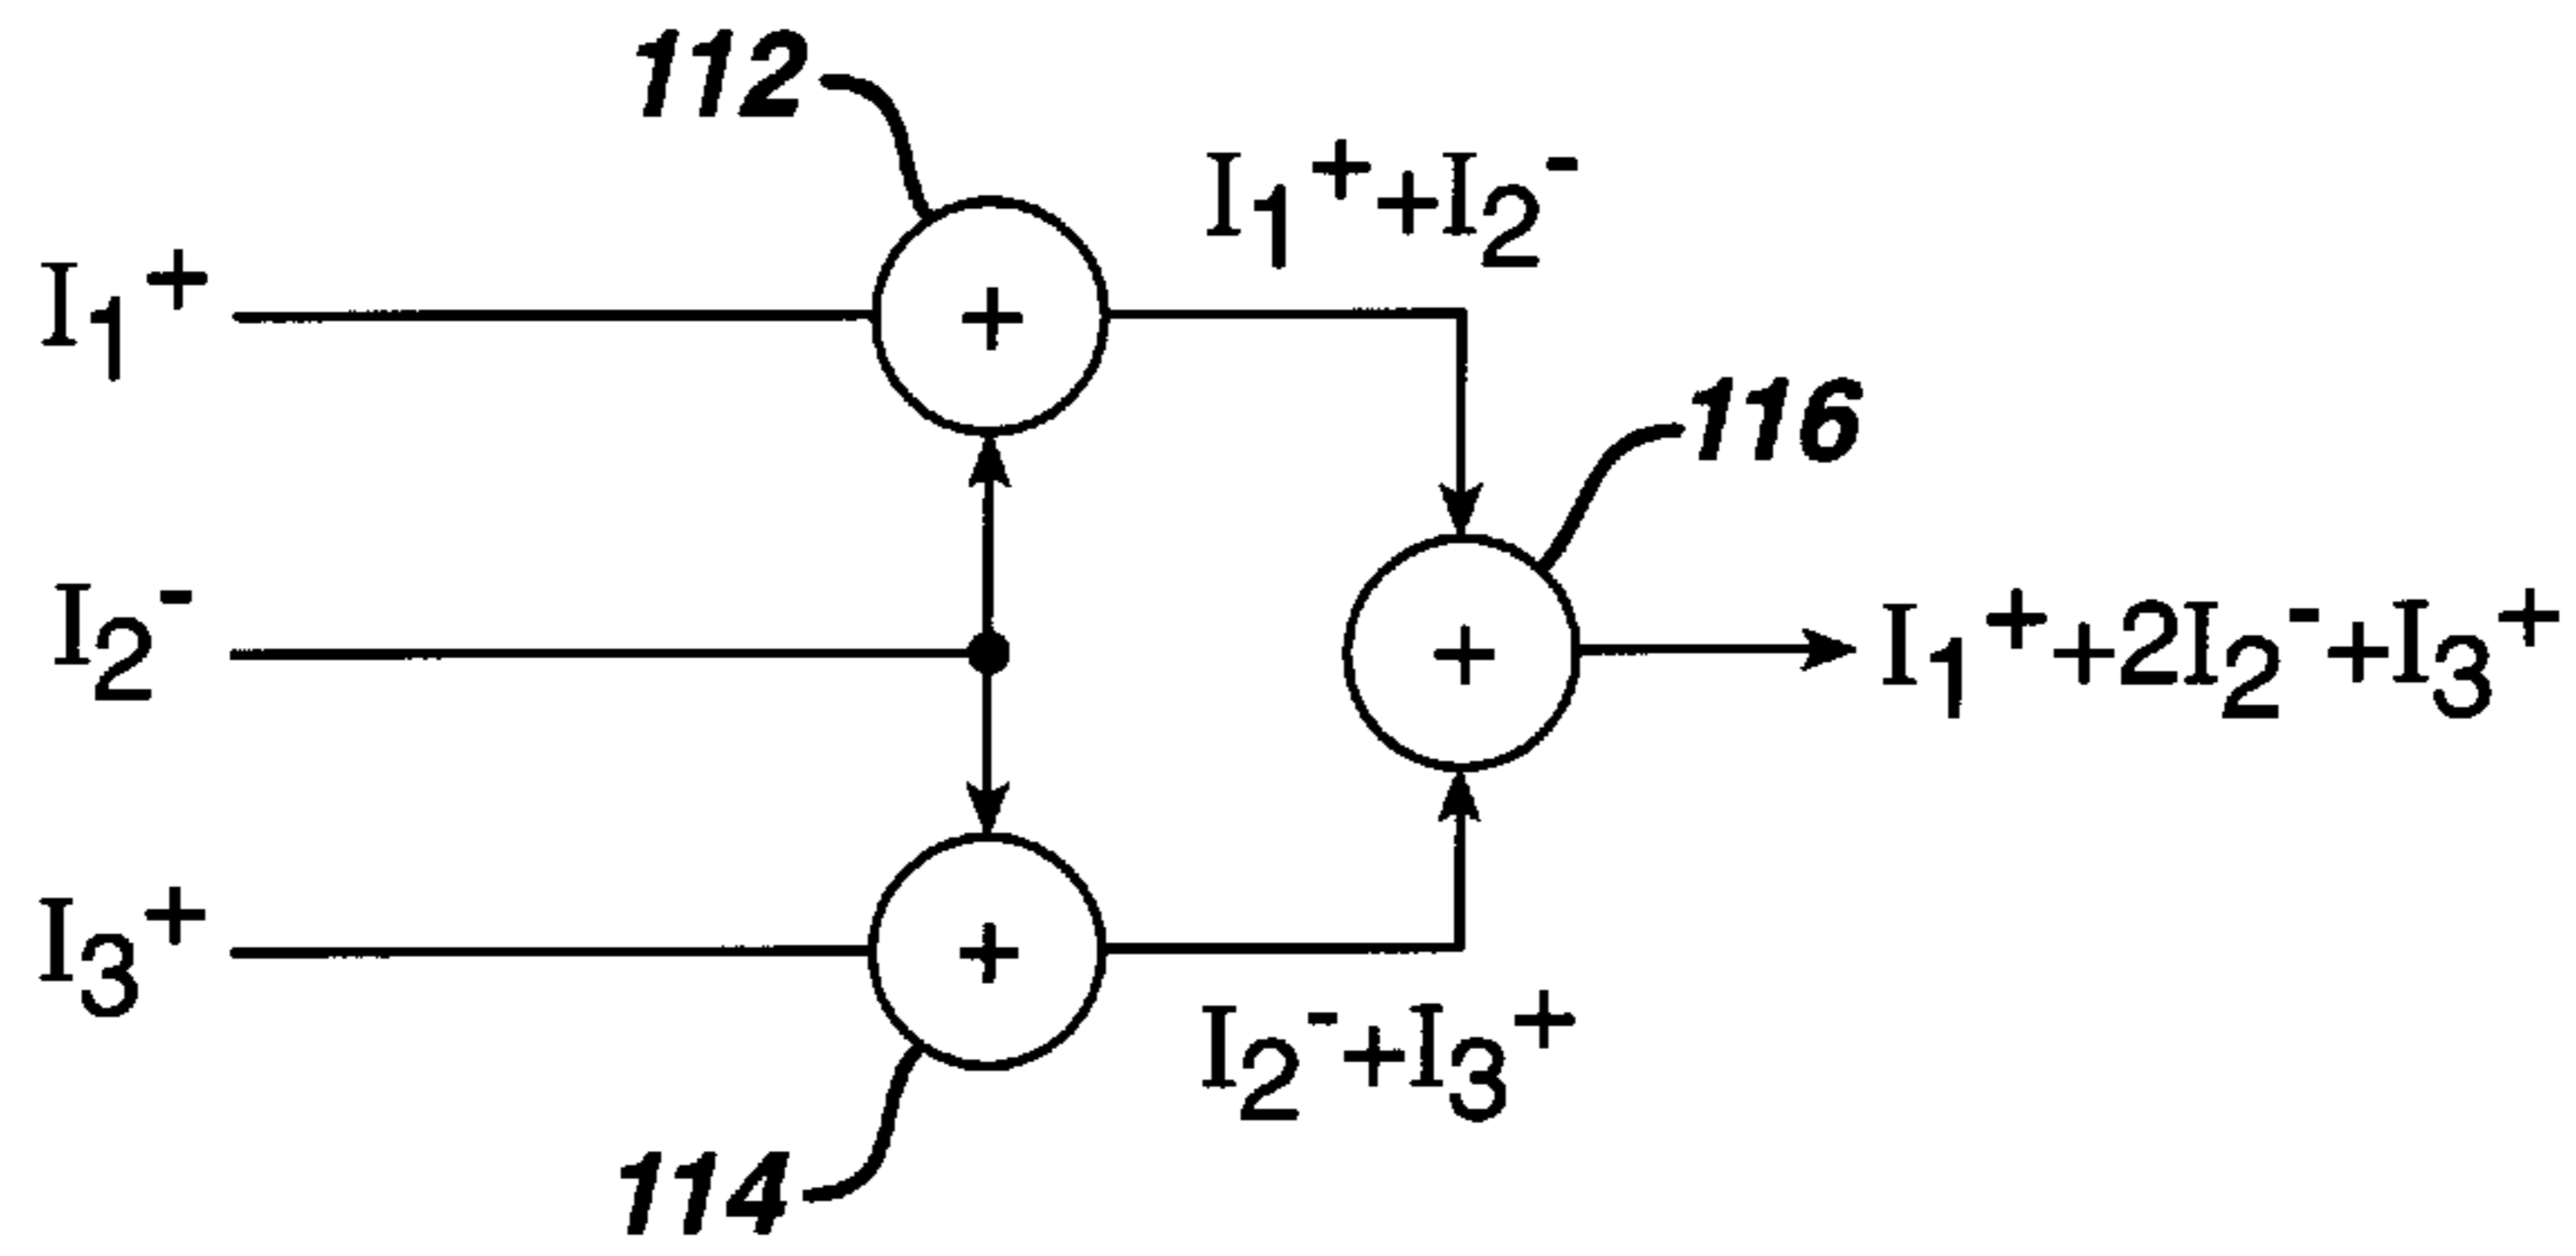 112
I₁⁺+I₂⁻
I₁⁺
+
116
I₂⁻
+
I₁⁺+2I₂⁻+I₃⁺
I₃⁺
+
I₂⁻+I₃⁺
114